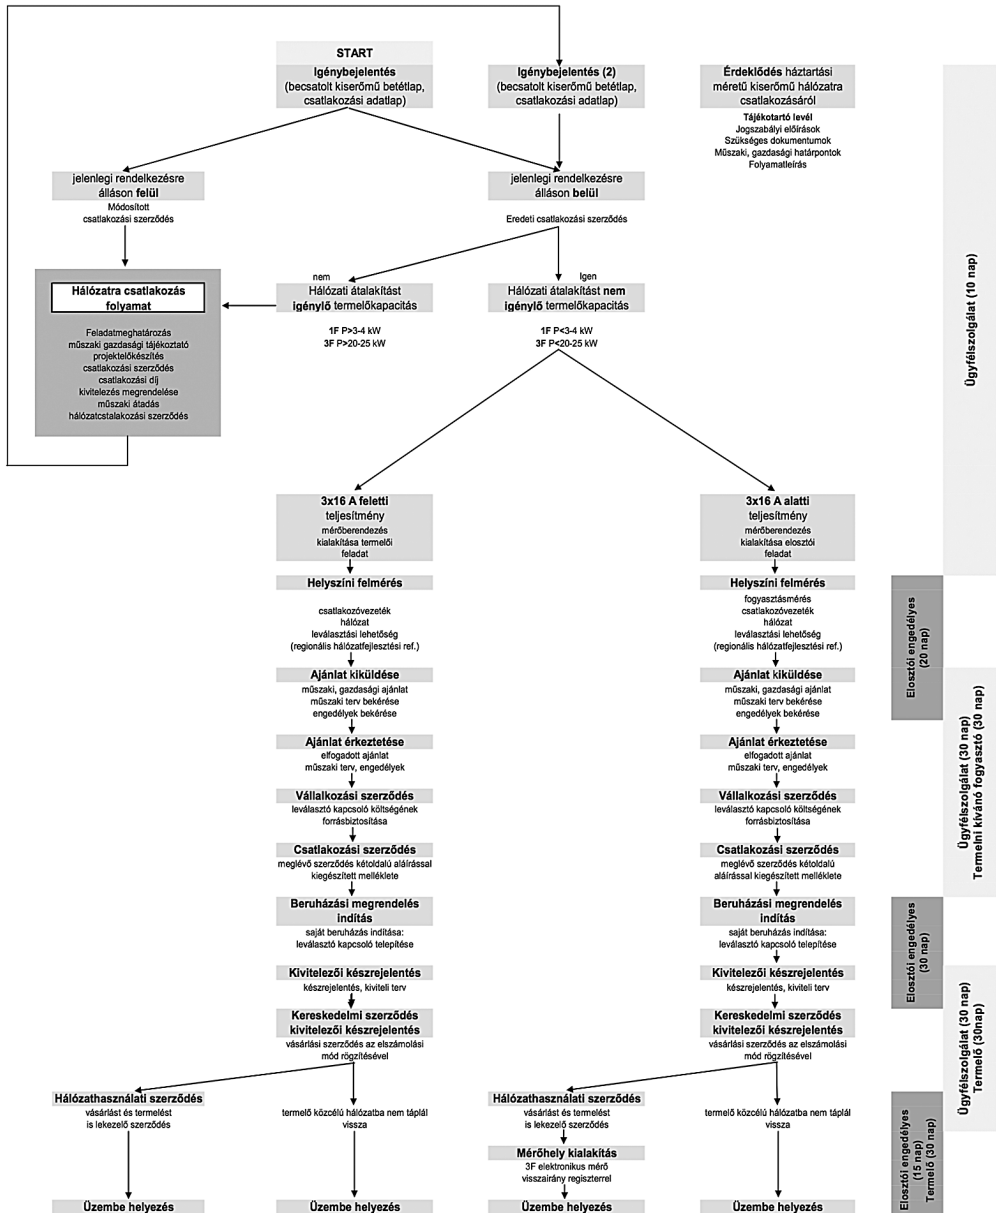 START
Igénybejelentés
(becsatolt kiserőmű betétlap,
csatlakozási adatlap)
Igénybejelentés (2)
(becsatolt kiserőmű betétlap,
csatlakozási adatlap)
Érdeklődés háztartási
méretű kiserőmű hálózatra
csatlakozásáról
Tájékotartó levél
Jogszabályi előírások
Szükséges dokumentumok
Műszaki, gazdasági határpontok
Folyamatleírás
jelenlegi rendelkezésre
álláson felül
Módosított
csatlakozási szerződés
jelenlegi rendelkezésre
álláson belül
Eredeti csatlakozási szerződés
nem
Hálózati átalakítást
igénylő termelőkapacitás
1F P>3-4 kW
3F P>20-25 kW
Igen
Hálózati átalakítást nem
igénylő termelőkapacitás
1F P<3-4 kW
3F P<20-25 kW
Hálózatra csatlakozás
folyamat
Feladatmeghatározás
műszaki gazdasági tájékoztató
projektelőkészítés
csatlakozási szerződés
csatlakozási díj
kivitelezés megrendelése
műszaki átadás
hálózatcstalakozási szerződés
3x16 A feletti
teljesítmény
mérőberendezés
kialakítása termelői
feladat
Helyszíni felmérés
csatlakozóvezeték
hálózat
leválasztási lehetőség
(regionális hálózatfejlesztési ref.)
Ajánlat kiküldése
műszaki, gazdasági ajánlat
műszaki terv bekérése
engedélyek bekérése
Ajánlat érkeztetése
elfogadott ajánlat
műszaki terv, engedélyek
Vállalkozási szerződés
leválasztó kapcsoló költségének
forrásbiztosítása
Csatlakozási szerződés
meglévő szerződés kétoldalú aláírással
kiegészített melléklete
Beruházási megrendelés
indítás
saját beruházás indítása:
leválasztó kapcsoló telepítése
Kivitelezői készrejelentés
készrejelentés, kiviteli terv
Kereskedelmi szerződés
kivitelezői készrejelentés
vásárlási szerződés az elszámolási
mód rögzítésével
Hálózathasználati szerződés
vásárlást és termelést
is lekezelő szerződés
Üzembe helyezés
termelő közcélú hálózatba nem táplál
vissza
Üzembe helyezés
3x16 A alatti
teljesítmény
mérőberendezés
kialakítása elosztói
feladat
Helyszíni felmérés
fogyasztásmérés
csatlakozóvezeték
hálózat
leválasztási lehetőség
(regionális hálózatfejlesztési ref.)
Ajánlat kiküldése
műszaki, gazdasági ajánlat
műszaki terv bekérése
engedélyek bekérése
Ajánlat érkeztetése
elfogadott ajánlat
műszaki terv, engedélyek
Vállalkozási szerződés
leválasztó kapcsoló költségének
forrásbiztosítása
Csatlakozási szerződés
meglévő szerződés kétoldalú
aláírással kiegészített melléklete
Beruházási megrendelés
indítás
saját beruházás indítása:
leválasztó kapcsoló telepítése
Kivitelezői készrejelentés
készrejelentés, kiviteli terv
Kereskedelmi szerződés
kivitelezői készrejelentés
vásárlási szerződés az elszámolási
mód rögzítésével
Hálózathasználati szerződés
vásárlást és termelést
is lekezelő szerződés
Mérőhely kialakítás
3F elektronikus mérő
visszairány regiszterrel
Üzembe helyezés
termelő közcélú hálózatba nem táplál
vissza
Üzembe helyezés
Ügyfélszolgálat (10 nap)
Elosztói engedélyes
(20 nap)
Ügyfélszolgálat (30 nap)
Termelni kívánó fogyasztó (30 nap)
Elosztói engedélyes
(30 nap)
Ügyfélszolgálat (30 nap)
Termelő (30nap)
Elosztói engedélyes
(15 nap)
Termelő (30 nap)